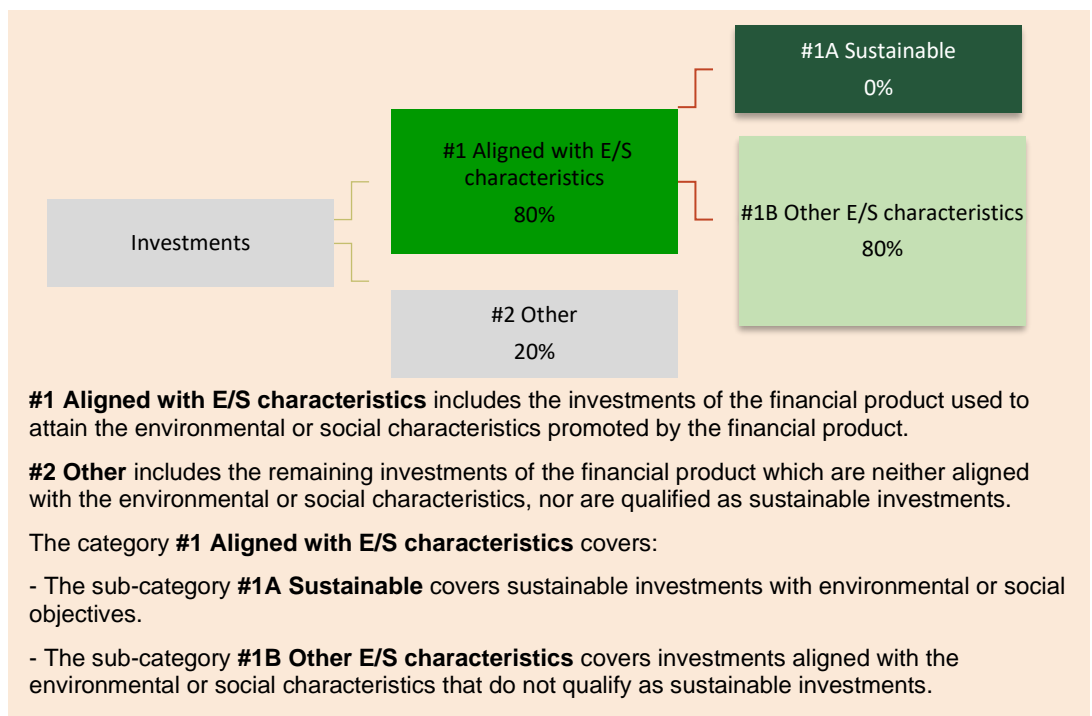 #1A Sustainable
0%
#1 Aligned with E/S
characteristics
80%
#1B Other E/S characteristics
80%
Investments
#2 Other
20%
#1 Aligned with E/S characteristics includes the investments of the financial product used to
attain the environmental or social characteristics promoted by the financial product.
#2 Other includes the remaining investments of the financial product which are neither aligned
with the environmental or social characteristics, nor are qualified as sustainable investments.
The category #1 Aligned with E/S characteristics covers:
- The sub-category #1A Sustainable covers sustainable investments with environmental or social
objectives.
- The sub-category #1B Other E/S characteristics covers investments aligned with the
environmental or social characteristics that do not qualify as sustainable investments.